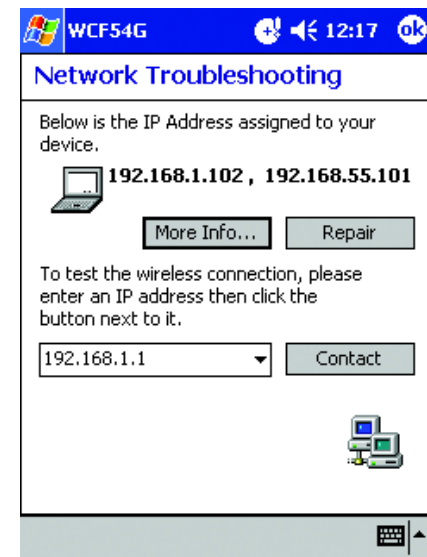 WCF54G 12:17 ok
Network Troubleshooting
Below is the IP Address assigned to your
device.
192.168.1.102 , 192.168.55.101
More Info... Repair
To test the wireless connection, please
enter an IP address then click the
button next to it.
192.168.1.1 Contact